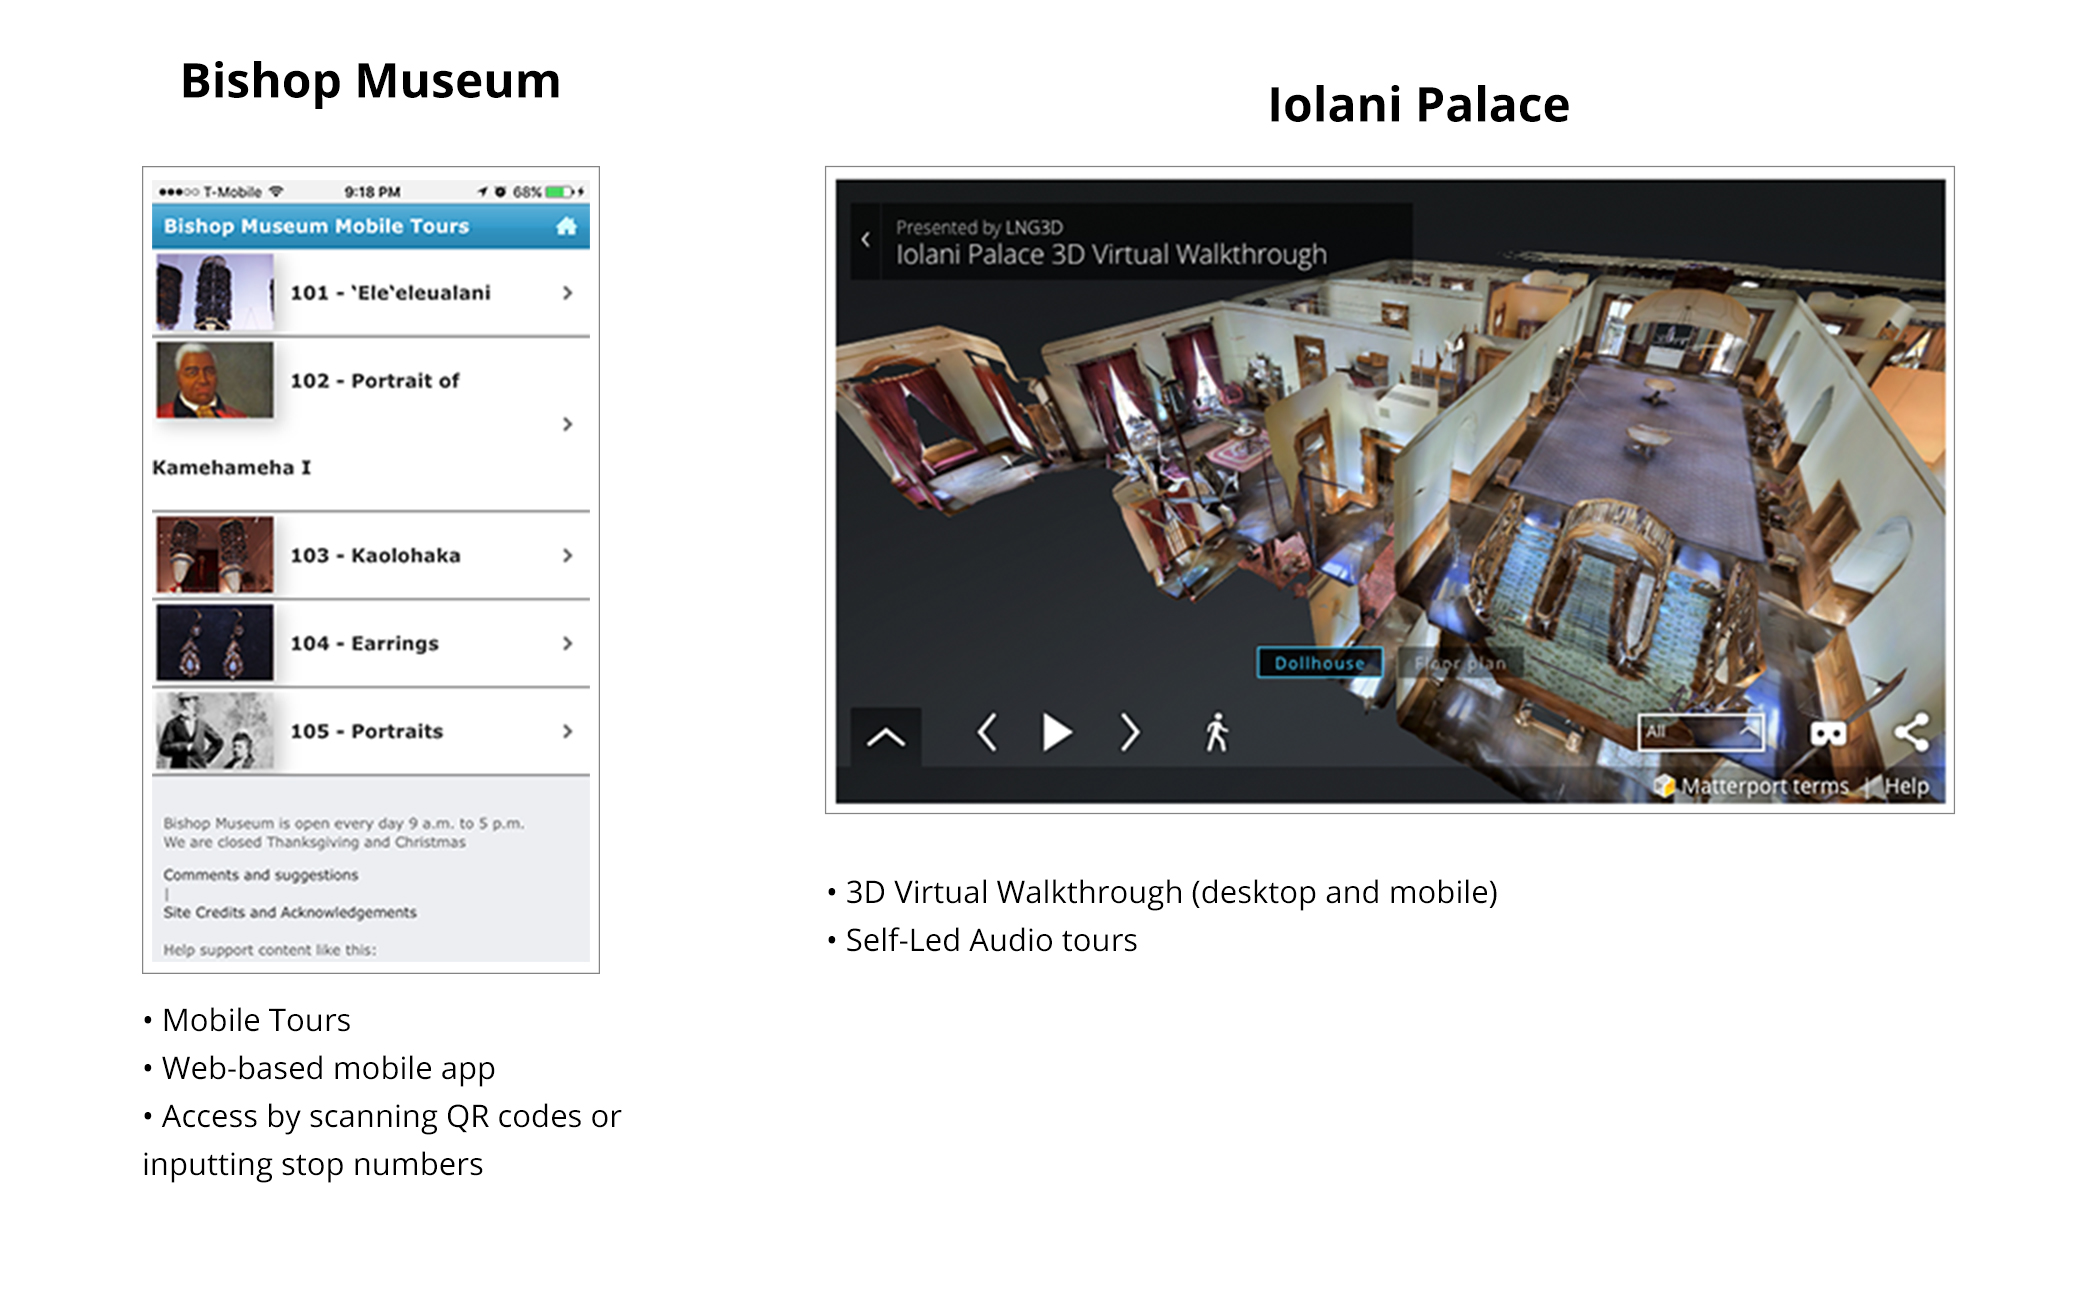 Bishop Museum
T-Mobile 9:18 PM 68%
Bishop Museum Mobile Tours
101 - ‘Ele‘eleualani
102 - Portrait of
Kamehameha I
103 - Kaolohaka
104 - Earrings
105 - Portraits
Bishop Museum is open every day 9 a.m. to 5 p.m.
We are closed Thanksgiving and Christmas
Comments and suggestions
|
Site Credits and Acknowledgements
Help support content like this:
• Mobile Tours
• Web-based mobile app
• Access by scanning QR codes or
inputting stop numbers
Iolani Palace
Presented by LNG3D
Iolani Palace 3D Virtual Walkthrough
Dollhouse Floor plan
All
Matterport terms | Help
• 3D Virtual Walkthrough (desktop and mobile)
• Self-Led Audio tours